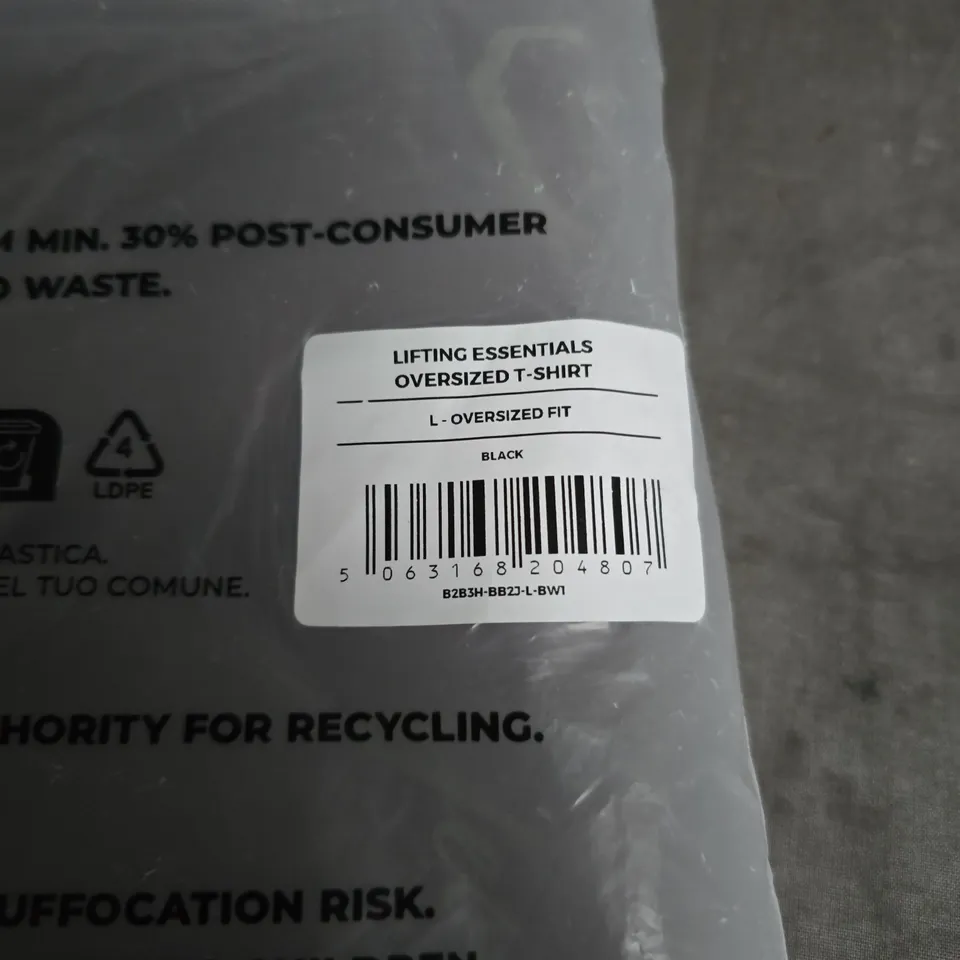 M MIN. 30% POST-CONSUMER
D WASTE.
LIFTING ESSENTIALS
OVERSIZED T-SHIRT
L - OVERSIZED FIT
BLACK
5 063168 204807
B2B3H-BB2J-L-BW1
4
LDPE
ASTICA.
EL TUO COMUNE.
HORITY FOR RECYCLING.
UFFOCATION RISK.